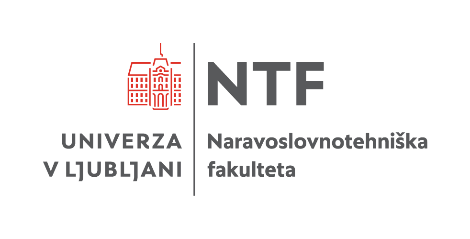 NTF
UNIVERZA
V LJUBLJANI
Naravoslovnotehniška
fakulteta